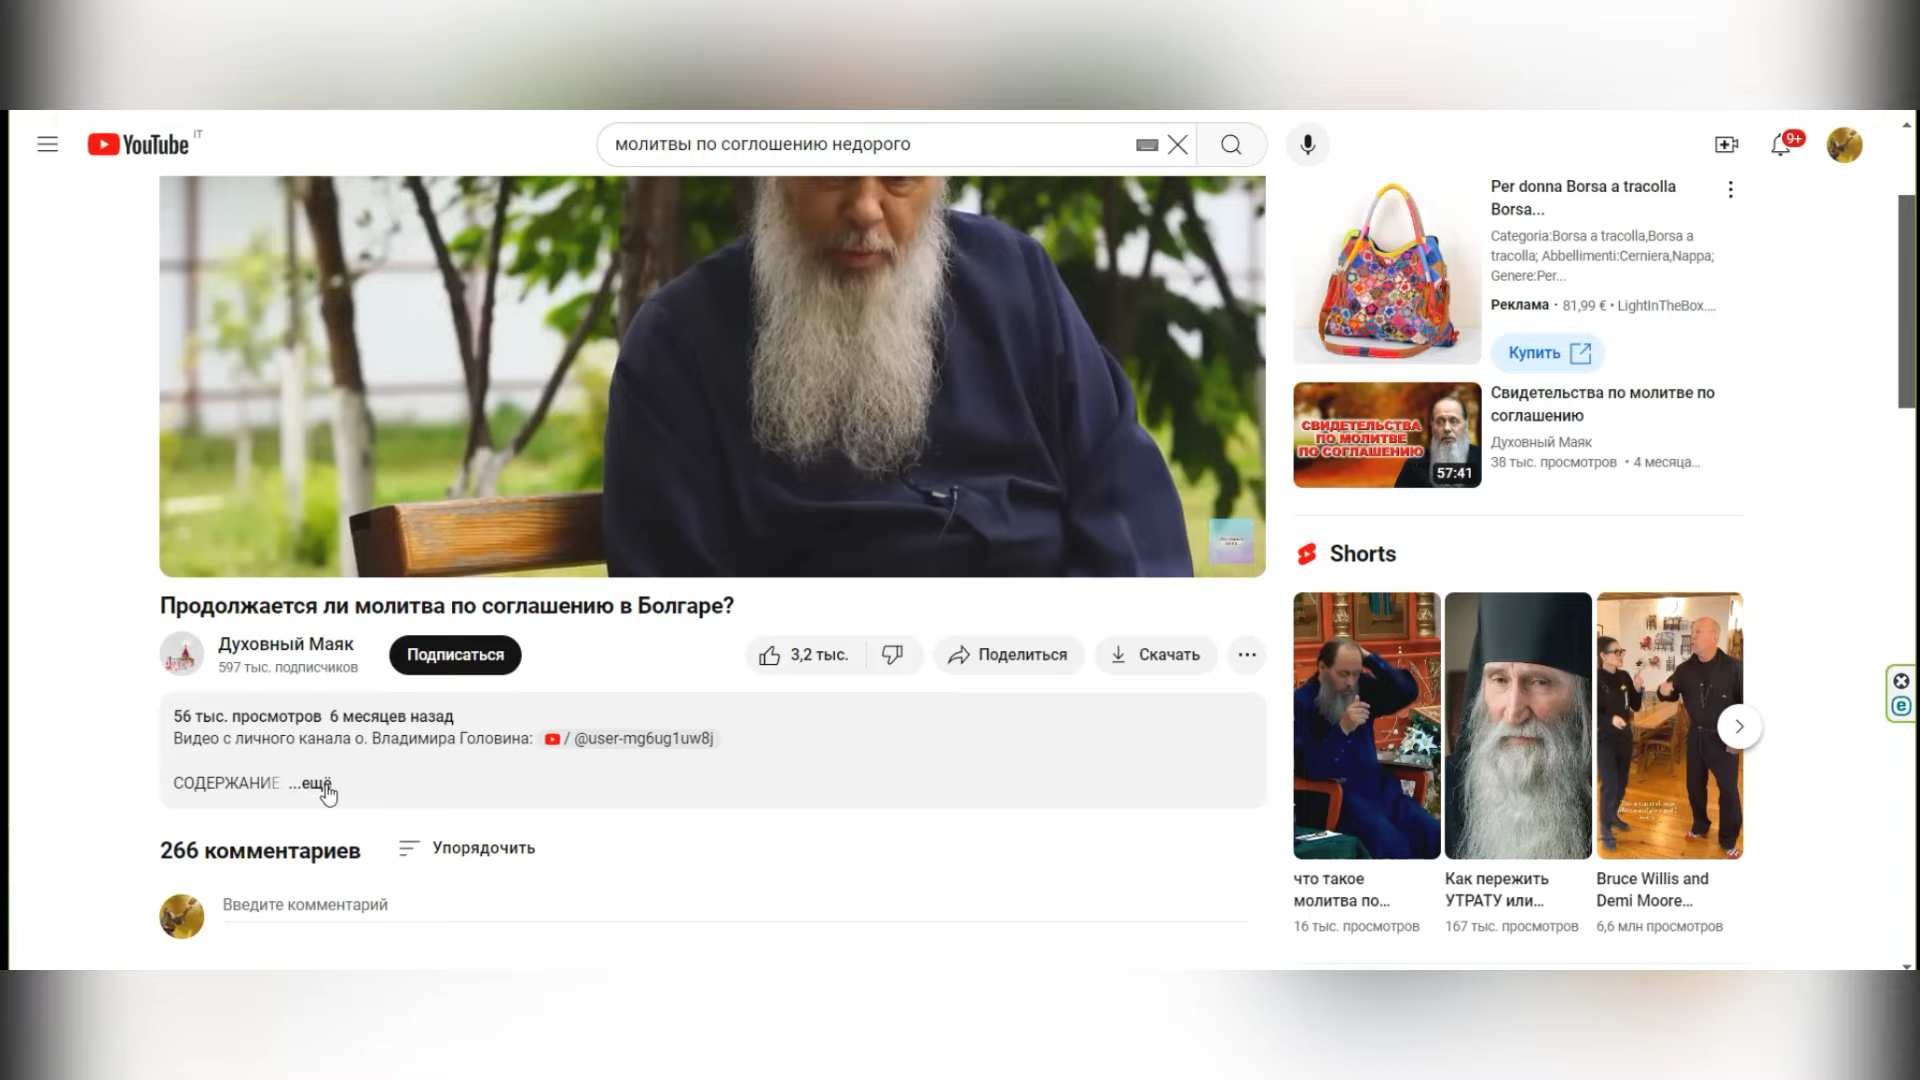 YouTube IT
молитвы по соглошению недорого
9+
Per donna Borsa a tracolla
Borsa...
Categoria:Borsa a tracolla,Borsa a
tracolla; Abbellimenti:Cerniera,Nappa;
Genere:Per...
Реклама · 81,99 € • LightInTheBox....
Купить
СВИДЕТЕЛЬСТВА
ПО МОЛИТВЕ
ПО СОГЛАШЕНИЮ
57:41
Свидетельства по молитве по
соглашению
Духовный Маяк
38 тыс. просмотров • 4 месяца...
Shorts
что такое
молитва по...
16 тыс. просмотров
Как пережить
УТРАТУ или...
167 тыс. просмотров
Bruce Willis and
Demi Moore...
6,6 млн просмотров
Продолжается ли молитва по соглашению в Болгаре?
Духовный Маяк
597 тыс. подписчиков
Подписаться
3,2 тыс.
Поделиться
Скачать
56 тыс. просмотров 6 месяцев назад
Видео с личного канала о. Владимира Головина: / @user-mg6ug1uw8j
СОДЕРЖАНИЕ ...ещё
266 комментариев
Упорядочить
Введите комментарий